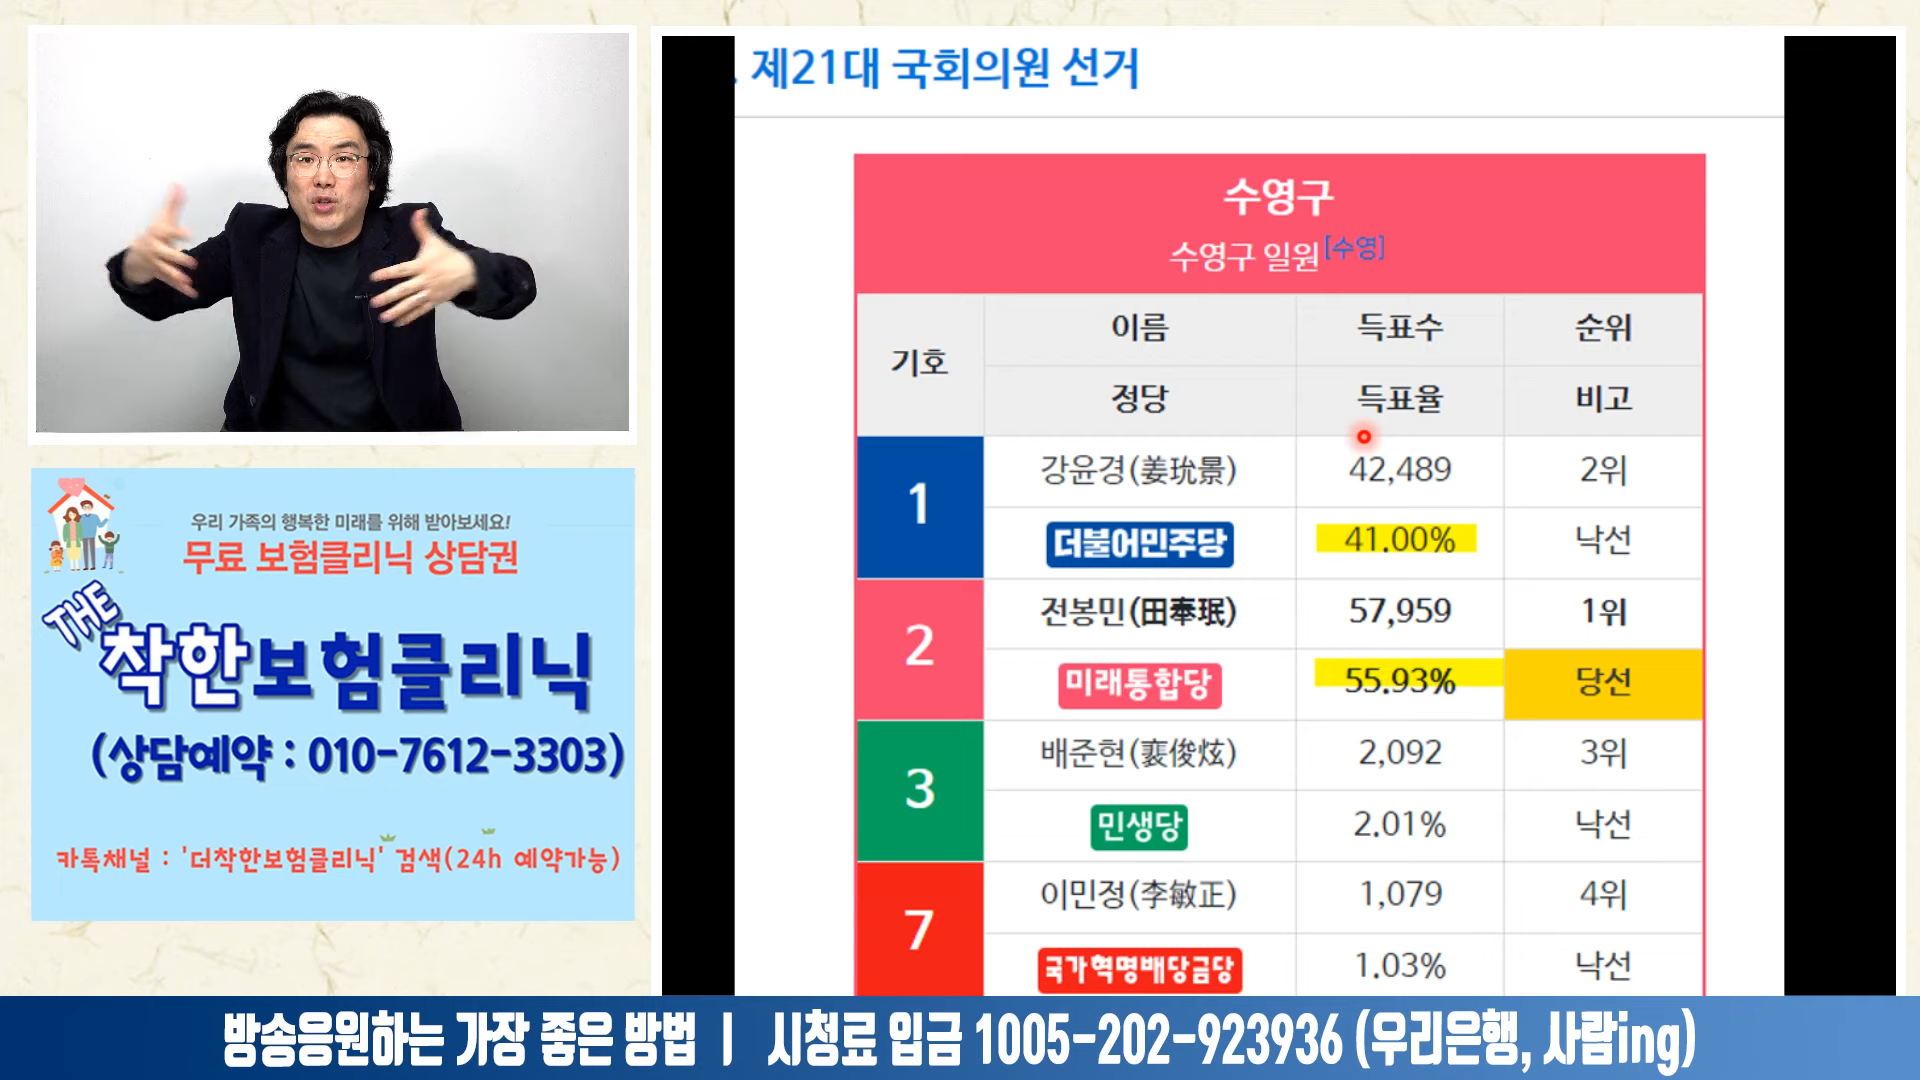 제21대 국회의원 선거
수영구
수영구 일원[수영]
기호 이름 득표수 순위
정당 득표율 비고
1 강윤경(姜玧景) 42,489 2위
더불어민주당 41.00% 낙선
2 전봉민(田奉珉) 57,959 1위
미래통합당 55.93% 당선
3 배준현(裵俊炫) 2,092 3위
민생당 2.01% 낙선
7 이민정(李敏正) 1,079 4위
국가혁명배당금당 1.03% 낙선
우리 가족의 행복한 미래를 위해 받아보세요!
무료 보험클리닉 상담권
THE
착한보험클리닉
(상담예약 : 010-7612-3303)
카톡채널 : '더착한보험클리닉' 검색(24h 예약가능)
방송응원하는 가장 좋은 방법 ㅣ 시청료 입금 1005-202-923936 (우리은행, 사람ing)